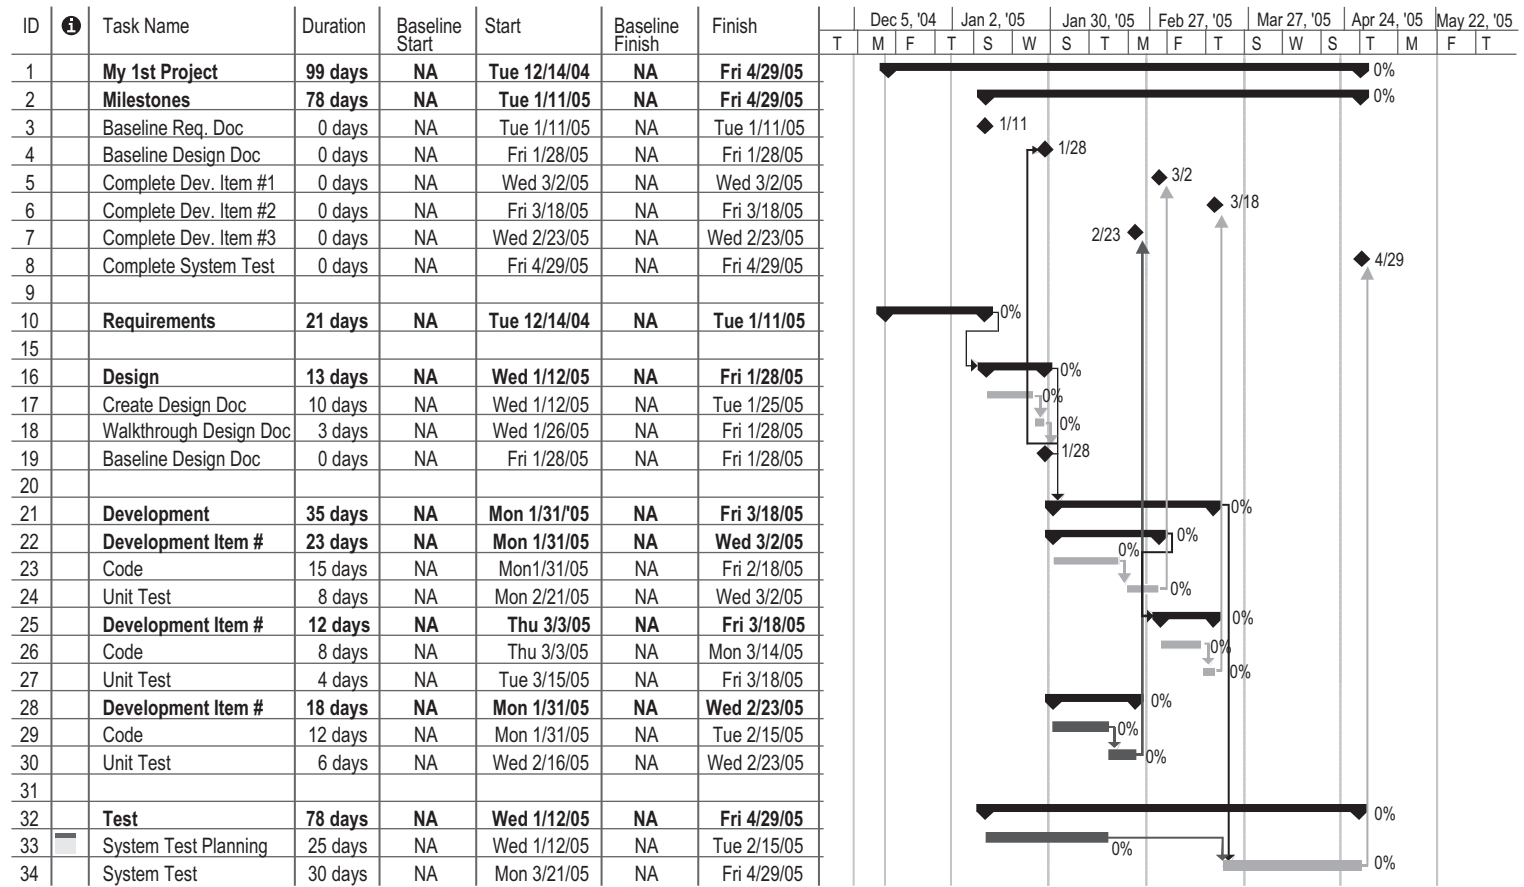 ID Task Name Duration Baseline Start Start Baseline Finish Finish Dec 5, '04 Jan 2, '05 Jan 30, '05 Feb 27, '05 Mar 27, '05 Apr 24, '05 May 22, '05
T M F T S W S T M F T S W S T M F T
1 My 1st Project 99 days NA Tue 12/14/04 NA Fri 4/29/05 0%
2 Milestones 78 days NA Tue 1/11/05 NA Fri 4/29/05 0%
3 Baseline Req. Doc 0 days NA Tue 1/11/05 NA Tue 1/11/05 1/11
4 Baseline Design Doc 0 days NA Fri 1/28/05 NA Fri 1/28/05 1/28
5 Complete Dev. Item #1 0 days NA Wed 3/2/05 NA Wed 3/2/05 3/2
6 Complete Dev. Item #2 0 days NA Fri 3/18/05 NA Fri 3/18/05 3/18
7 Complete Dev. Item #3 0 days NA Wed 2/23/05 NA Wed 2/23/05 2/23
8 Complete System Test 0 days NA Fri 4/29/05 NA Fri 4/29/05 4/29
9
10 Requirements 21 days NA Tue 12/14/04 NA Tue 1/11/05 0%
15
16 Design 13 days NA Wed 1/12/05 NA Fri 1/28/05 0%
17 Create Design Doc 10 days NA Wed 1/12/05 NA Tue 1/25/05 0%
18 Walkthrough Design Doc 3 days NA Wed 1/26/05 NA Fri 1/28/05 0%
19 Baseline Design Doc 0 days NA Fri 1/28/05 NA Fri 1/28/05 1/28
20
21 Development 35 days NA Mon 1/31/'05 NA Fri 3/18/05 0%
22 Development Item # 23 days NA Mon 1/31/05 NA Wed 3/2/05 0%
23 Code 15 days NA Mon1/31/05 NA Fri 2/18/05 0%
24 Unit Test 8 days NA Mon 2/21/05 NA Wed 3/2/05 0%
25 Development Item # 12 days NA Thu 3/3/05 NA Fri 3/18/05 0%
26 Code 8 days NA Thu 3/3/05 NA Mon 3/14/05 0%
27 Unit Test 4 days NA Tue 3/15/05 NA Fri 3/18/05 0%
28 Development Item # 18 days NA Mon 1/31/05 NA Wed 2/23/05 0%
29 Code 12 days NA Mon 1/31/05 NA Tue 2/15/05 0%
30 Unit Test 6 days NA Wed 2/16/05 NA Wed 2/23/05 0%
31
32 Test 78 days NA Wed 1/12/05 NA Fri 4/29/05 0%
33 System Test Planning 25 days NA Wed 1/12/05 NA Tue 2/15/05 0%
34 System Test 30 days NA Mon 3/21/05 NA Fri 4/29/05 0%